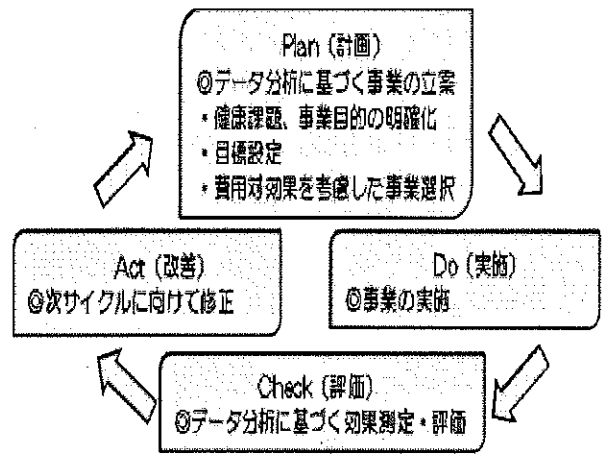 Plan (計画)
◎データ分析に基づく事業の立案
・健康課題、事業目的の明確化
・目標設定
・費用対効果を考慮した事業選択
Act (改善)
◎次サイクルに向けて修正
Do (実施)
◎事業の実施
Check (評価)
◎データ分析に基づく効果測定・評価